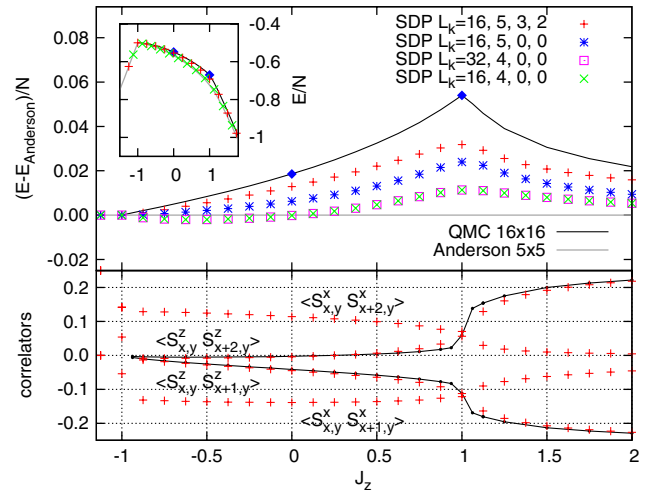 (E-E_Anderson)/N
0.08
0.06
0.04
0.02
0.00
-0.02
-0.4
-0.6
-0.8
-1
E/N
-1 0 1
SDP L_k=16, 5, 3, 2
SDP L_k=16, 5, 0, 0
SDP L_k=32, 4, 0, 0
SDP L_k=16, 4, 0, 0
QMC 16x16
Anderson 5x5
correlators
0.2
0.1
0.0
-0.1
-0.2
<S^x_{x,y} S^x_{x+2,y}>
<S^z_{x,y} S^z_{x+2,y}>
<S^z_{x,y} S^z_{x+1,y}>
<S^x_{x,y} S^x_{x+1,y}>
-1 -0.5 0 0.5 1 1.5 2
J_z